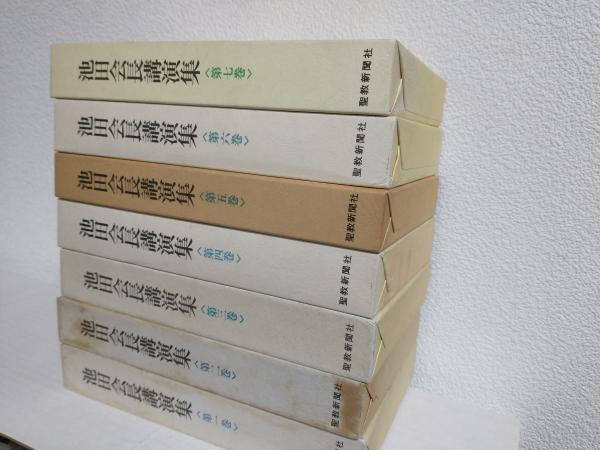 池田会長講演集
〈第七巻〉
聖教新聞社
池田会長講演集
〈第六巻〉
聖教新聞社
池田会長講演集
〈第五巻〉
聖教新聞社
池田会長講演集
〈第四巻〉
聖教新聞社
池田会長講演集
〈第三巻〉
聖教新聞社
池田会長講演集
〈第二巻〉
聖教新聞社
池田会長講演集
〈第一巻〉
聞社